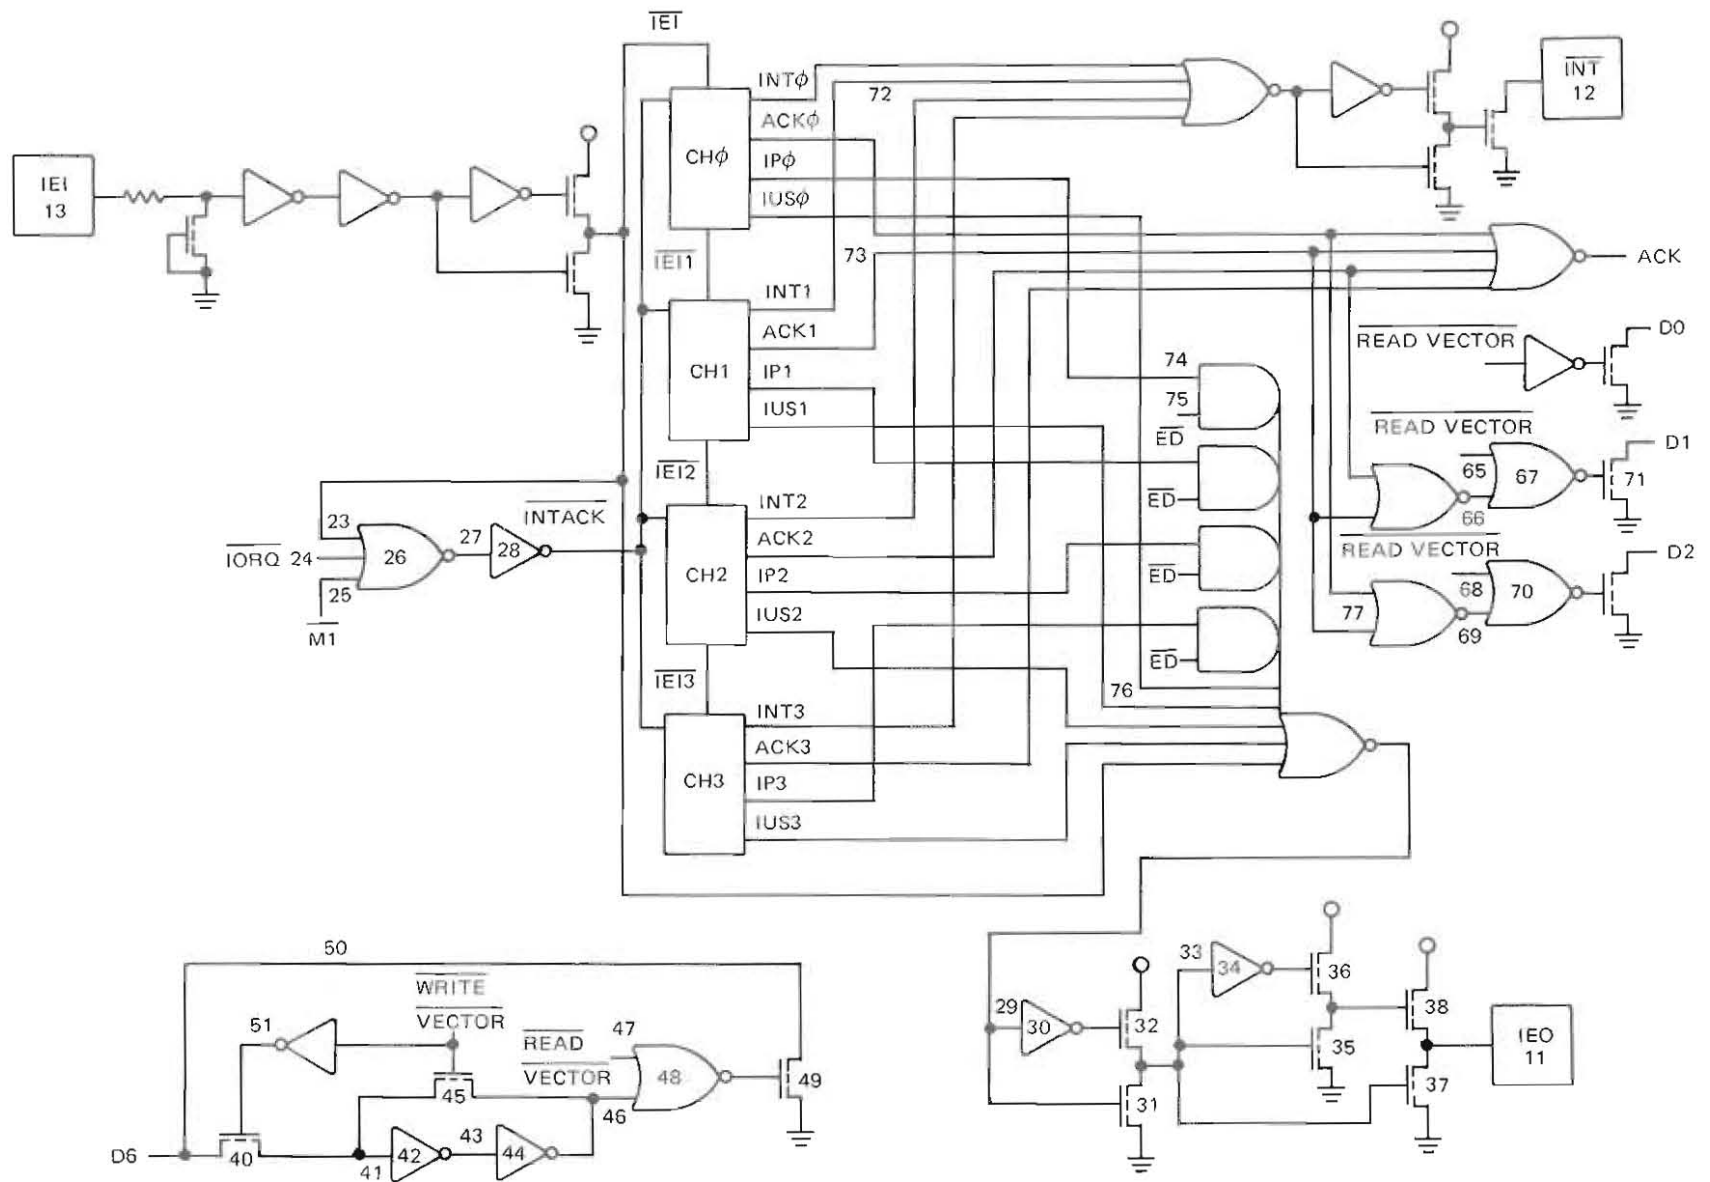 IEI
INTϕ
72
INT
12
ACKϕ
CHϕ
IPϕ
IEI
13
IUSϕ
IEI1
73
ACK
INT1
ACK1
READ VECTOR
D0
CH1
IP1
74
75
IUS1
ED
READ VECTOR
D1
IEI2
65
67
71
INT2
ED
66
INTACK
23
27
28
ACK2
READ VECTOR
D2
IORQ 24
26
CH2
IP2
ED
68
70
25
IUS2
77
69
M1
ED
IEI3
76
INT3
ACK3
CH3
IP3
IUS3
50
WRITE
VECTOR
51
READ
VECTOR
47
48
49
45
46
D6
40
41
42
43
44
29
30
32
31
33
34
36
35
38
37
IEO
11